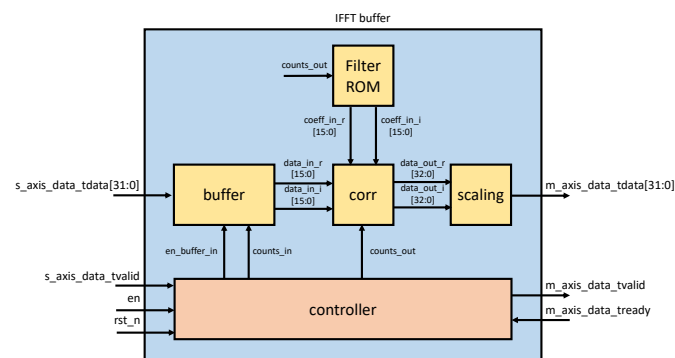 IFFT buffer
counts_out
Filter
ROM
coeff_in_r
[15:0]
coeff_in_i
[15:0]
s_axis_data_tdata[31:0]
buffer
data_in_r
[15:0]
data_in_i
[15:0]
corr
data_out_r
[32:0]
data_out_i
[32:0]
scaling
m_axis_data_tdata[31:0]
en_buffer_in
counts_in
counts_out
s_axis_data_tvalid
en
rst_n
controller
m_axis_data_tvalid
m_axis_data_tready